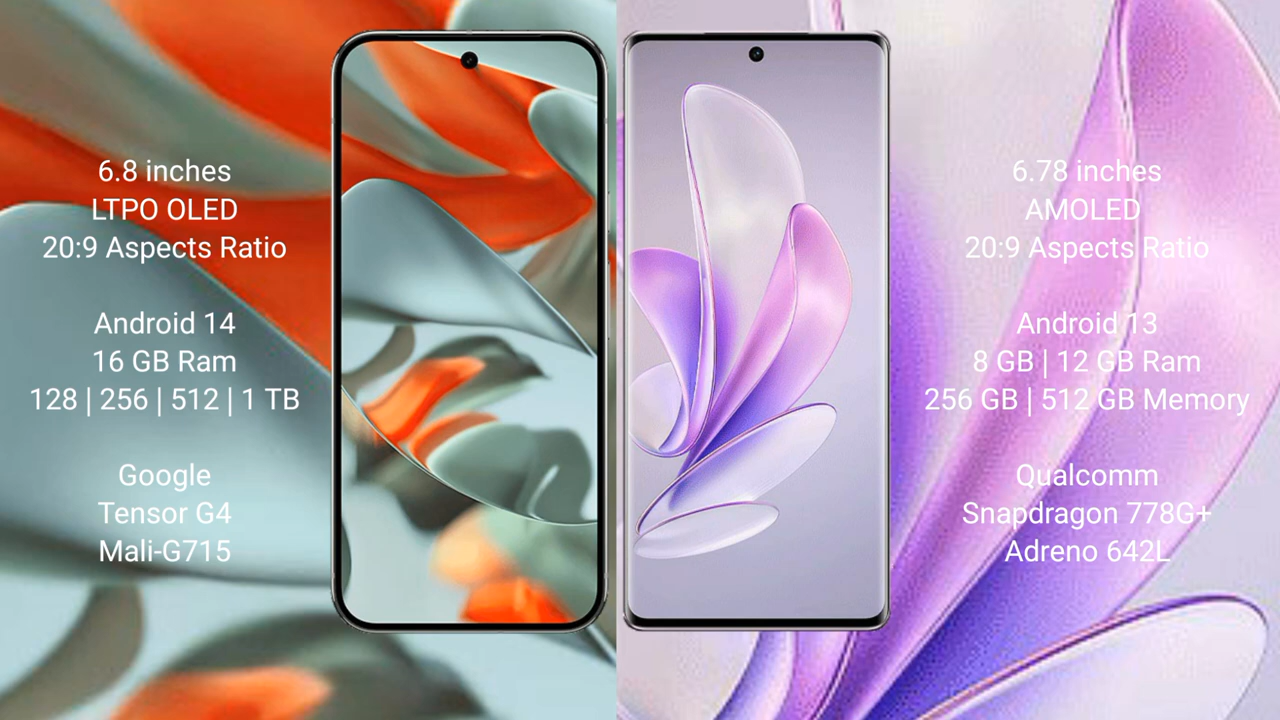 6.8 inches
LTPO OLED
20:9 Aspects Ratio
Android 14
16 GB Ram
128 | 256 | 512 | 1 TB
Google
Tensor G4
Mali-G715
6.78 inches
AMOLED
20:9 Aspects Ratio
Android 13
8 GB | 12 GB Ram
256 GB | 512 GB Memory
Qualcomm
Snapdragon 778G+
Adreno 642L